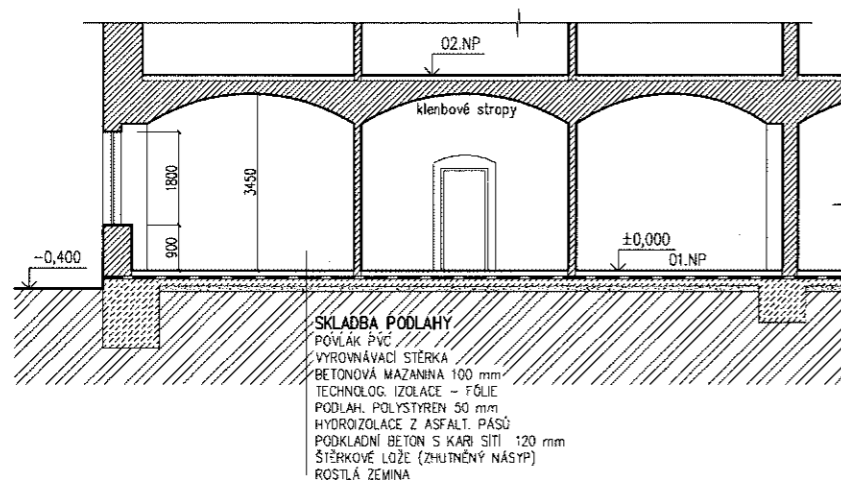 02.NP
klenbové stropy
1800
3450
900
-0,400
±0,000
01.NP
SKLADBA PODLAHY
POVLAK PVC
VYROVNÁVACÍ STĚRKA
BETONOVÁ MAZANINA 100 mm
TECHNOLOG. IZOLACE - FÓLIE
PODLAH. POLYSTYREN 50 mm
HYDROIZOLACE Z ASFALT. PÁSŮ
PODKLADNÍ BETON S KARI SÍTÍ 120 mm
ŠTĚRKOVÉ LOŽE (ZHUTNĚNÝ NÁSYP)
ROSTLÁ ZEMINA